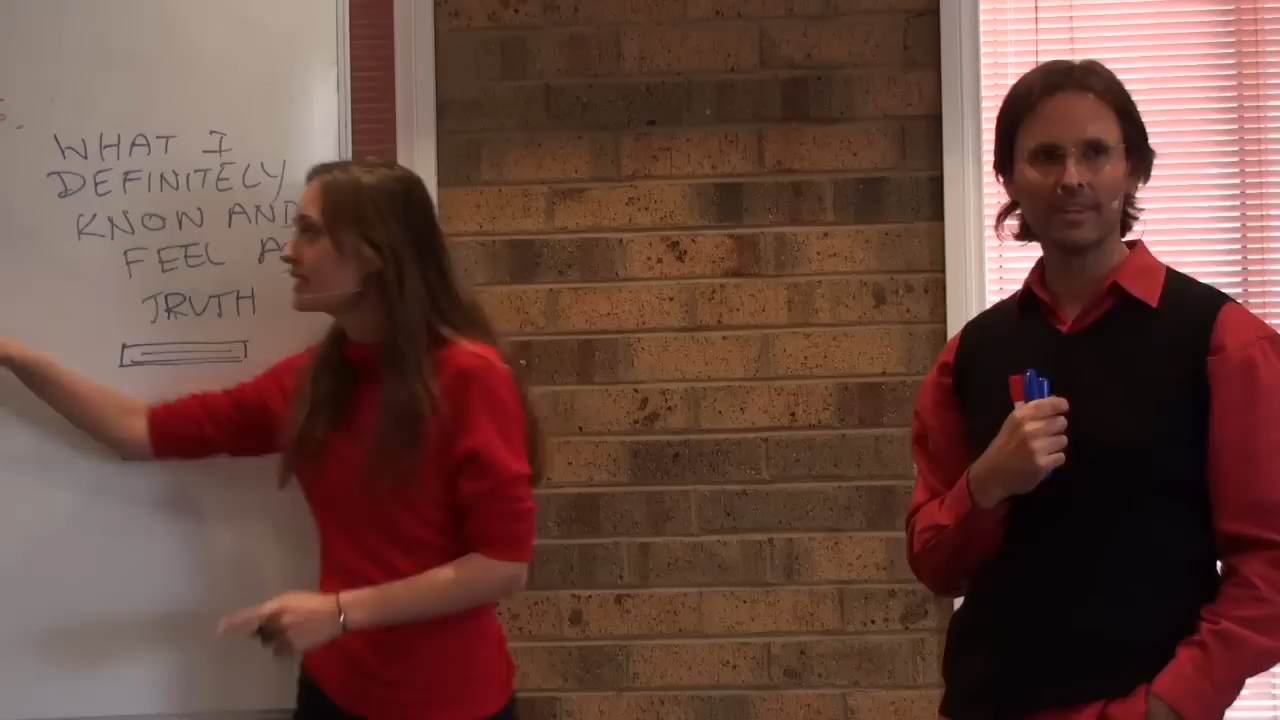 WHAT I
DEFINITELY
KNOW AND
FEEL A
TRUTH